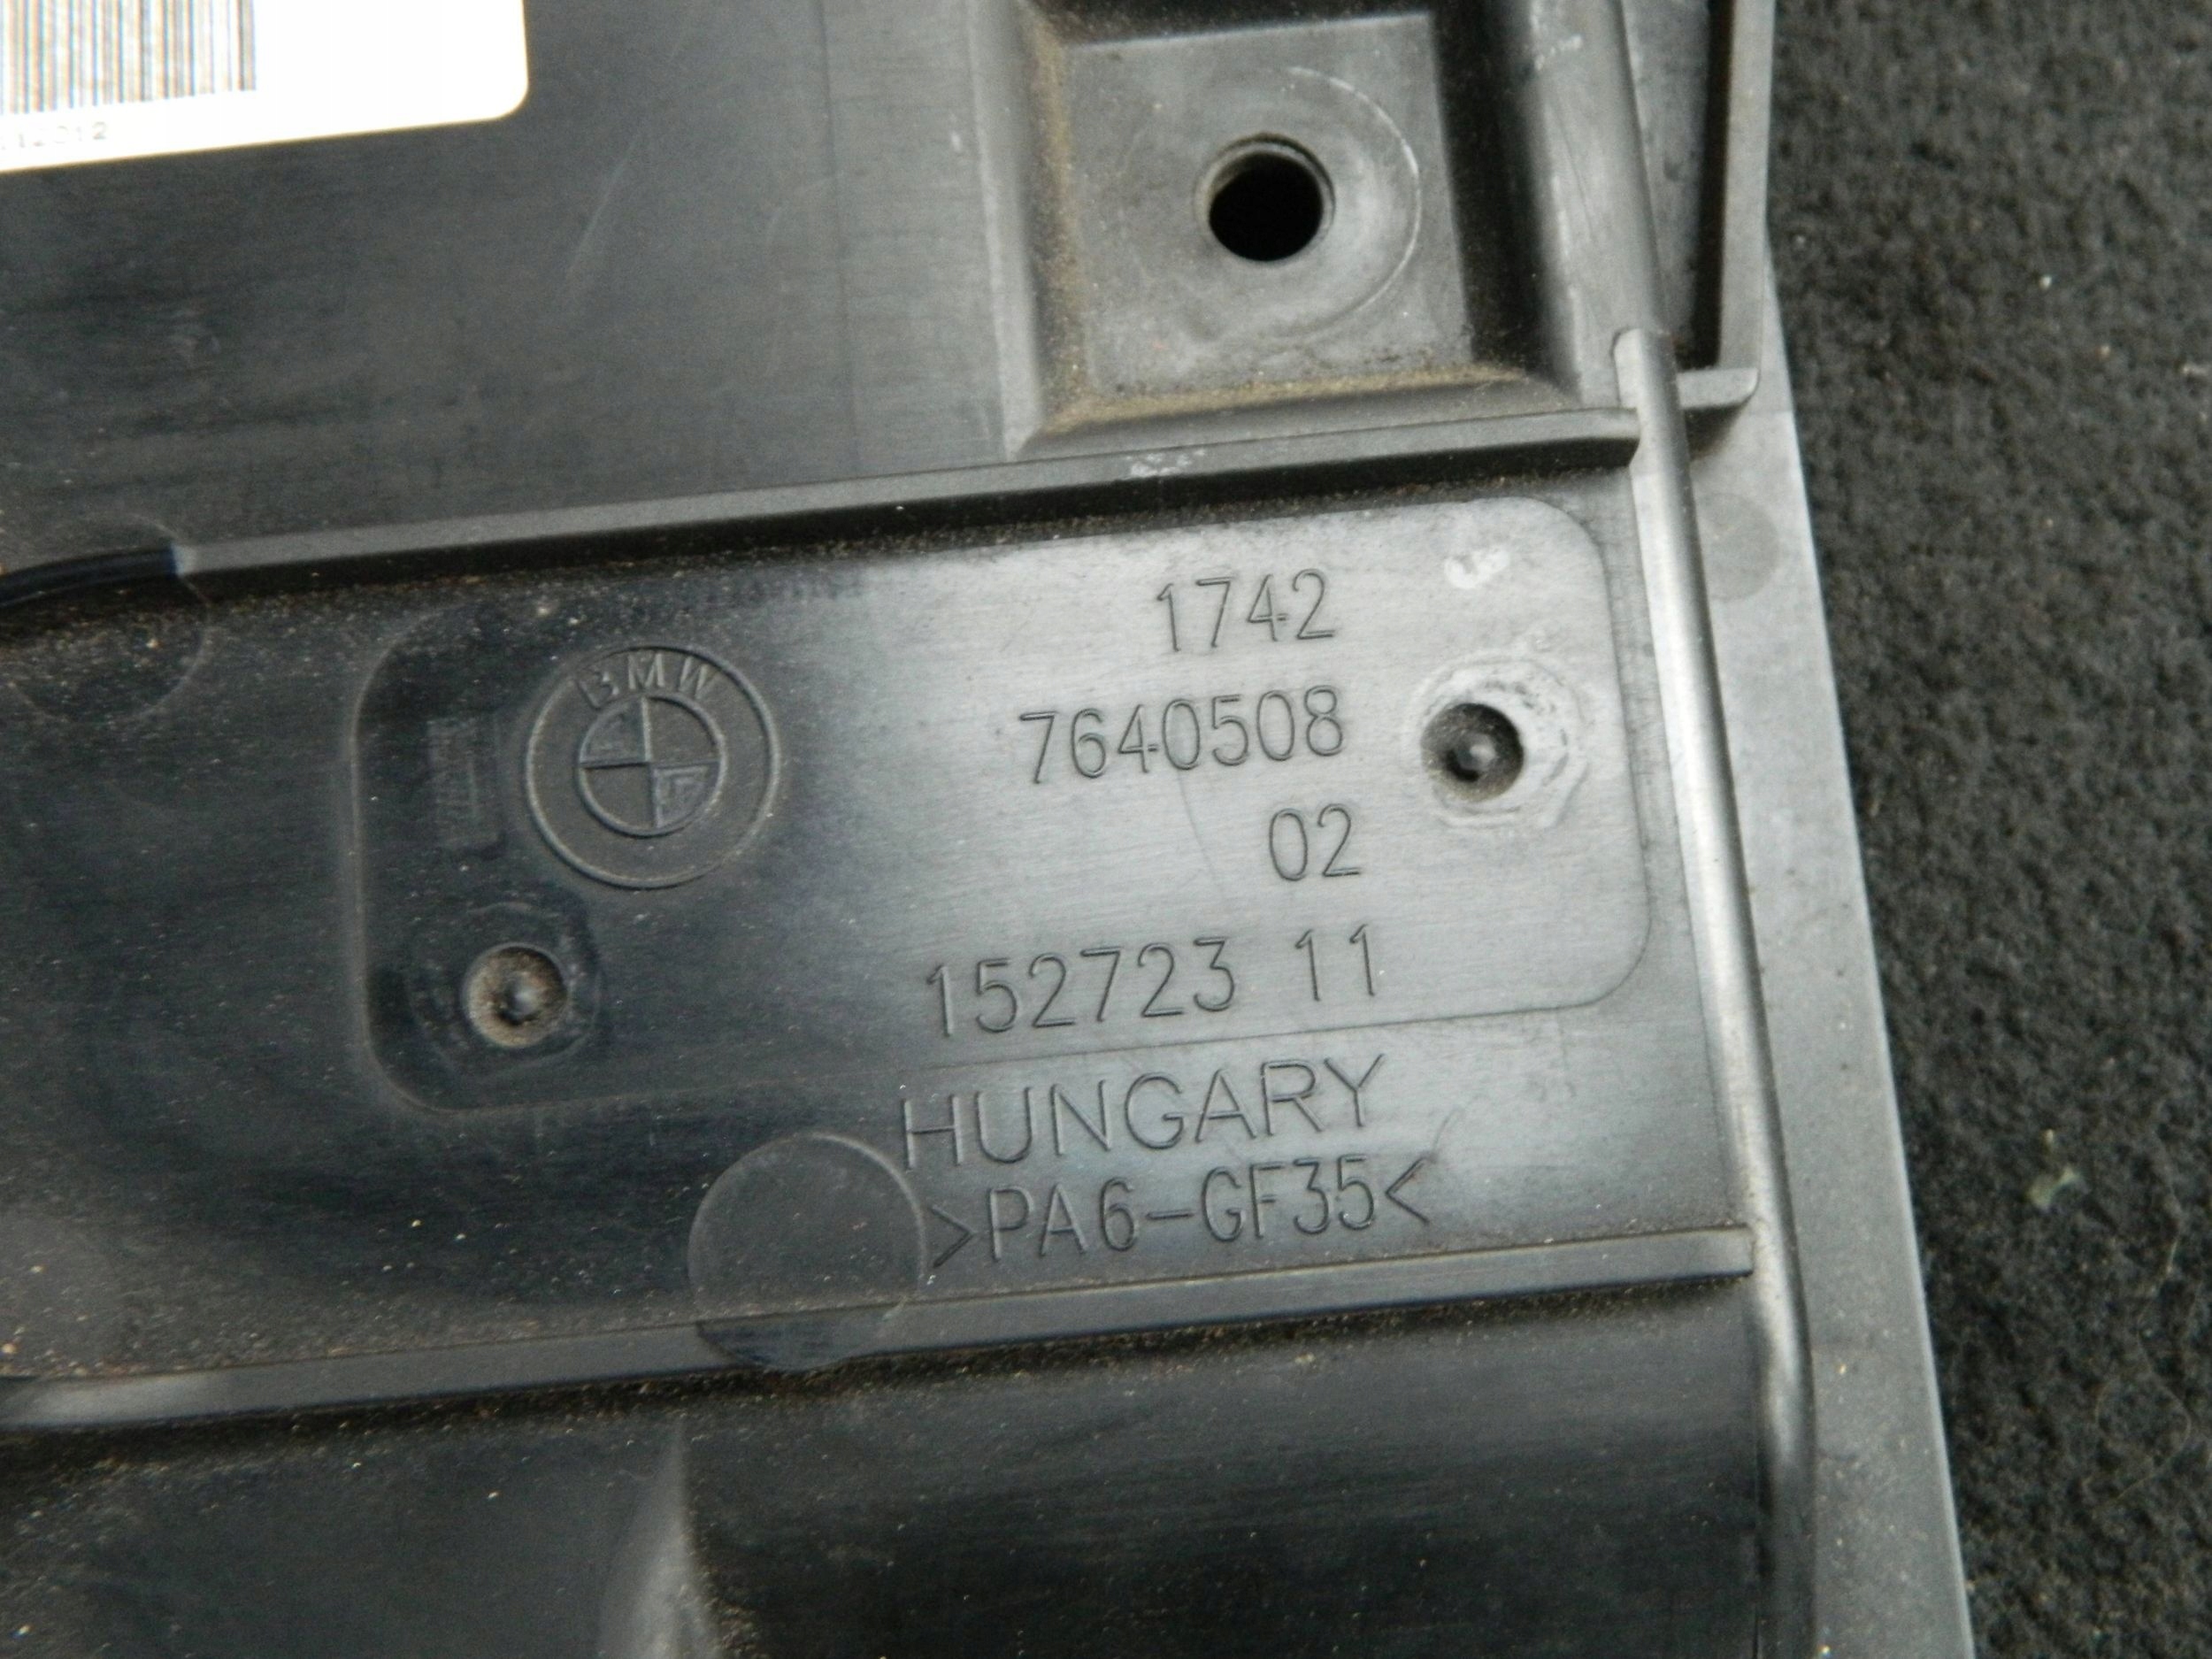 BMW
1742
7640508
02
152723 11
HUNGARY
>PA6-GF35<